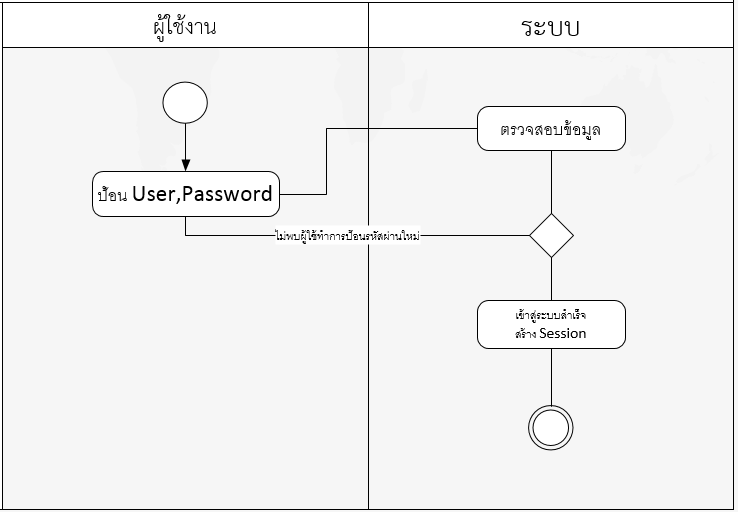 ผู้ใช้งาน
ระบบ
ตรวจสอบข้อมูล
ป้อน User,Password
ไม่พบผู้ใช้ทำการป้อนรหัสผ่านใหม่
เข้าสู่ระบบสำเร็จ
สร้าง Session